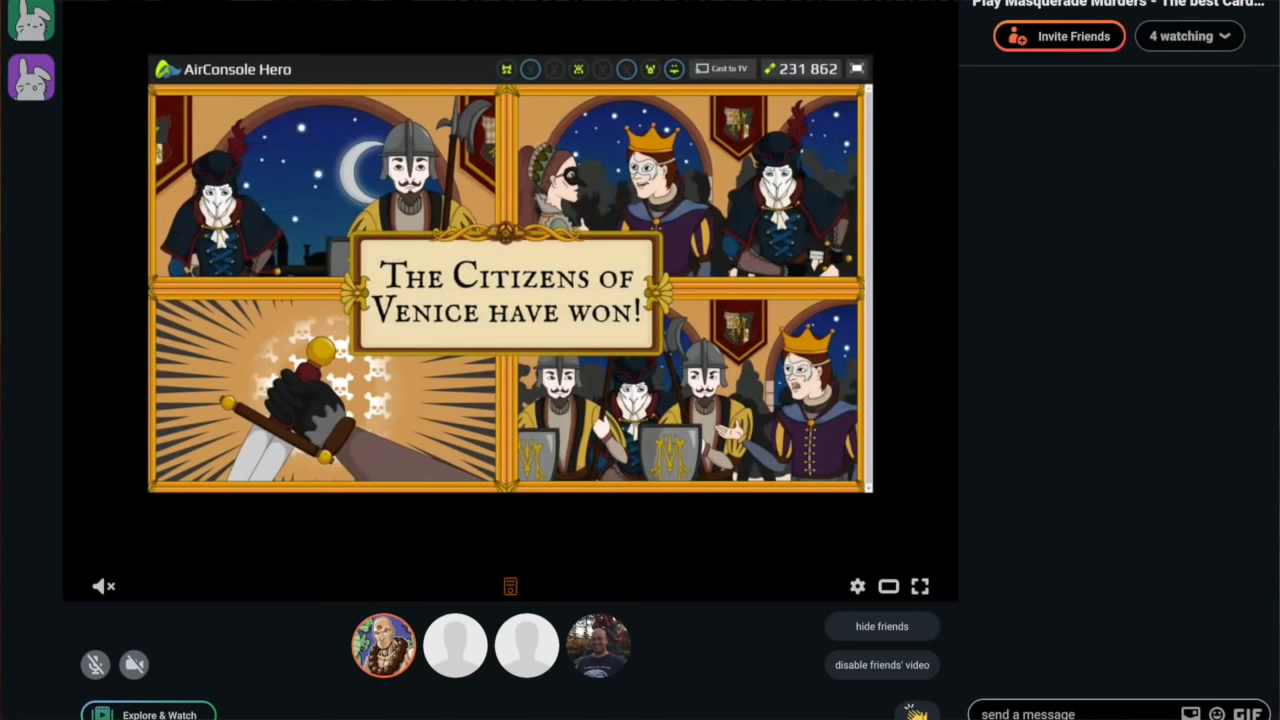 Play Masquerade Murders - The best Card...
Invite Friends
4 watching
AirConsole Hero
Cast to TV
231 862
THE CITIZENS OF
VENICE HAVE WON!
M
M
hide friends
disable friends' video
Explore & Watch
send a message
GIF